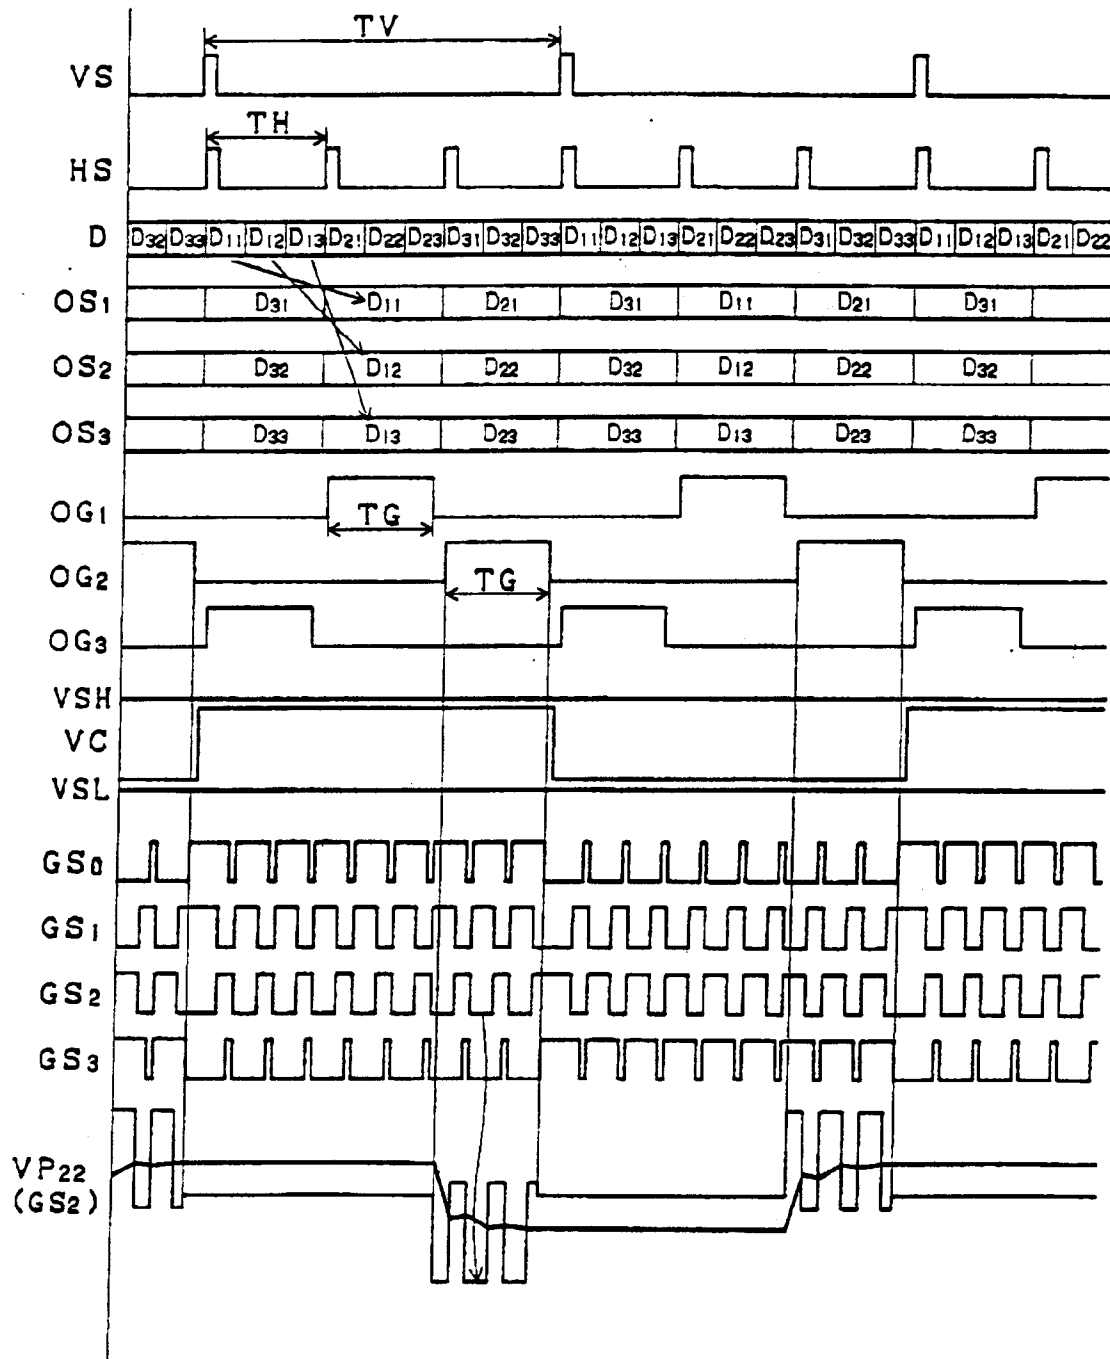 TV
VS
TH
HS
D D32 D33 D11 D12 D13 D21 D22 D23 D31 D32 D33 D11 D12 D13 D21 D22 D23 D31 D32 D33 D11 D12 D13 D21 D22
OS1 D31 D11 D21 D31 D11 D21 D31
OS2 D32 D12 D22 D32 D12 D22 D32
OS3 D33 D13 D23 D33 D13 D23 D33
OG1 TG
OG2 TG
OG3
VSH
VC
VSL
GS0
GS1
GS2
GS3
VP22
(GS2)